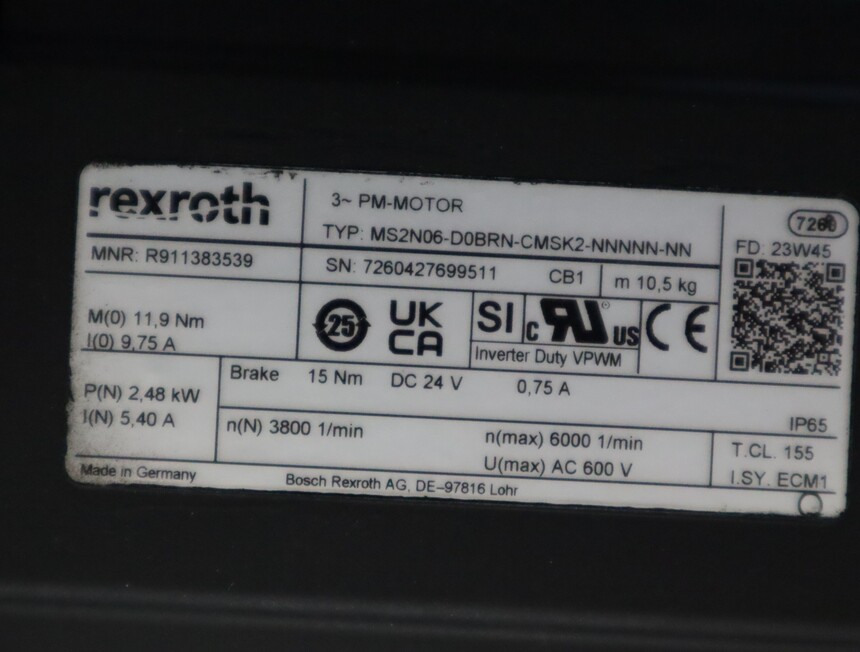 rexroth
3~ PM-MOTOR
7260
TYP: MS2N06-D0BRN-CMSK2-NNNNN-NN
FD: 23W45
MNR: R911383539
SN: 7260427699511 CB1 m 10,5 kg
M(0) 11,9 Nm
I(0) 9,75 A
25
UK
CA
SI
c RU us
CE
Inverter Duty VPWM
P(N) 2,48 kW
I(N) 5,40 A
Brake 15 Nm DC 24 V 0,75 A
IP65
n(N) 3800 1/min
n(max) 6000 1/min
U(max) AC 600 V
T.CL. 155
I.SY. ECM1
Made in Germany
Bosch Rexroth AG, DE–97816 Lohr